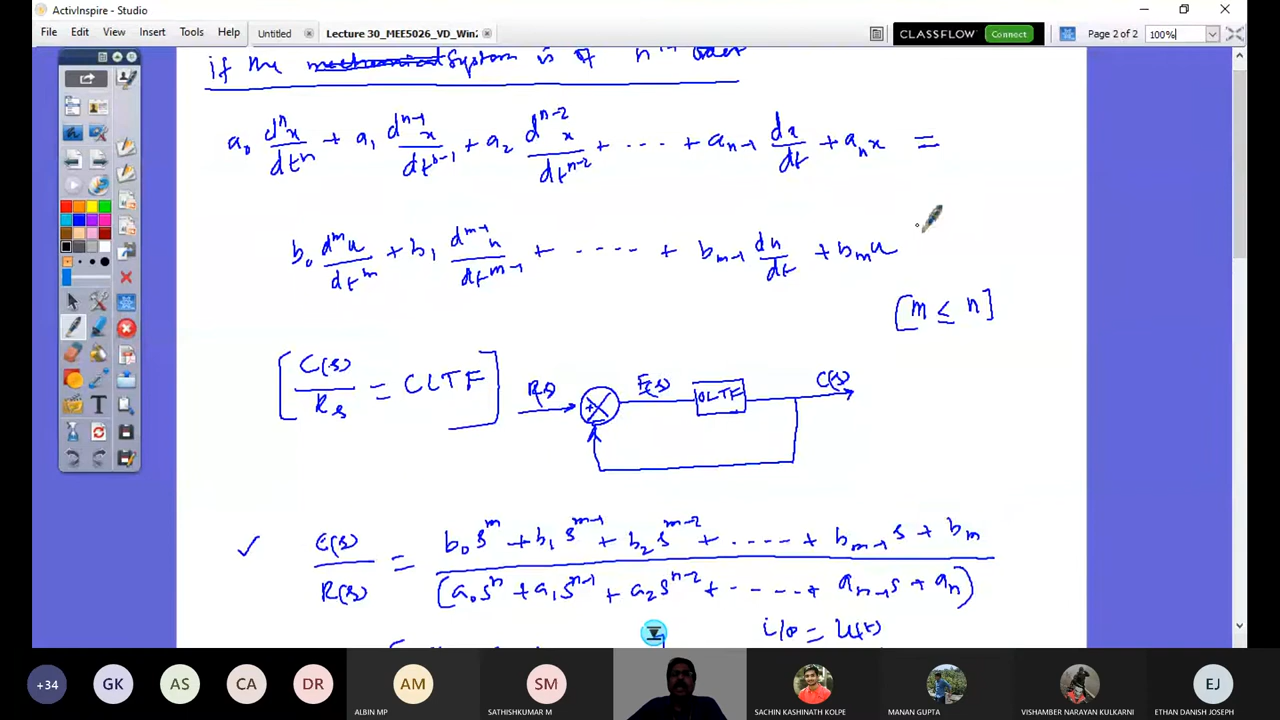 ActivInspire - Studio
File Edit View Insert Tools Help
Untitled
Lecture 30_MEE5026_VD_Win2
CLASSFLOW Connect
Page 2 of 2
100%
if the mechanical system is of nth order
a₀ dⁿx/dtⁿ + a₁ dⁿ⁻¹x/dtⁿ⁻¹ + a₂ dⁿ⁻²x/dtⁿ⁻² + ... + aₙ₋₁ dx/dt + aₙx =
b₀ dᵐu/dtᵐ + b₁ dᵐ⁻¹u/dtᵐ⁻¹ + ---- + bₘ₋₁ du/dt + bₘu
[m ≤ n]
[C(s)/Rs = CLTF]
R(s) + E(s) OLTF C(s)
✓ C(s)/R(s) = b₀sᵐ + b₁sᵐ⁻¹ + b₂sᵐ⁻² + ---- + bₘ₋₁s + bₘ / (a₀sⁿ + a₁sⁿ⁻¹ + a₂sⁿ⁻² + ---- + aₙ₋₁s + aₙ)
i/p = u(t)
+34
GK
AS
CA
DR
AM
ALBIN MP
SM
SATHISHKUMAR M
SACHIN KASHINATH KOLPE
MANAN GUPTA
VISHAMBER NARAYAN KULKARNI
EJ
ETHAN DANISH JOSEPH